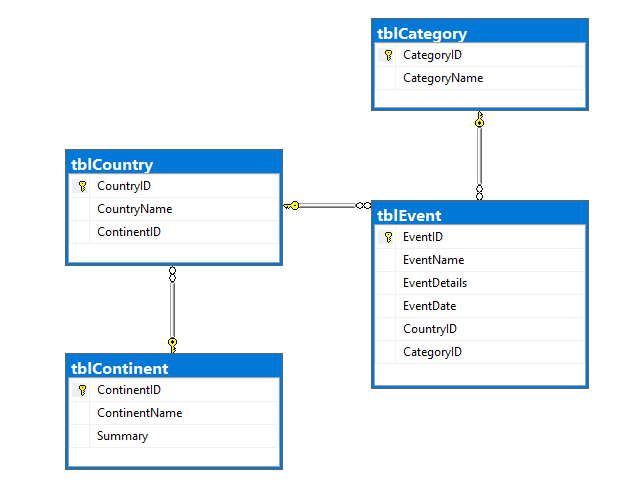 tblCategory
CategoryID
CategoryName
tblCountry
CountryID
CountryName
ContinentID
tblEvent
EventID
EventName
EventDetails
EventDate
CountryID
CategoryID
tblContinent
ContinentID
ContinentName
Summary